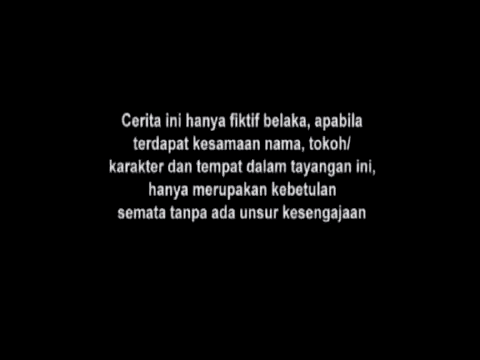 Cerita ini hanya fiktif belaka, apabila
terdapat kesamaan nama, tokoh/
karakter dan tempat dalam tayangan ini,
hanya merupakan kebetulan
semata tanpa ada unsur kesengajaan